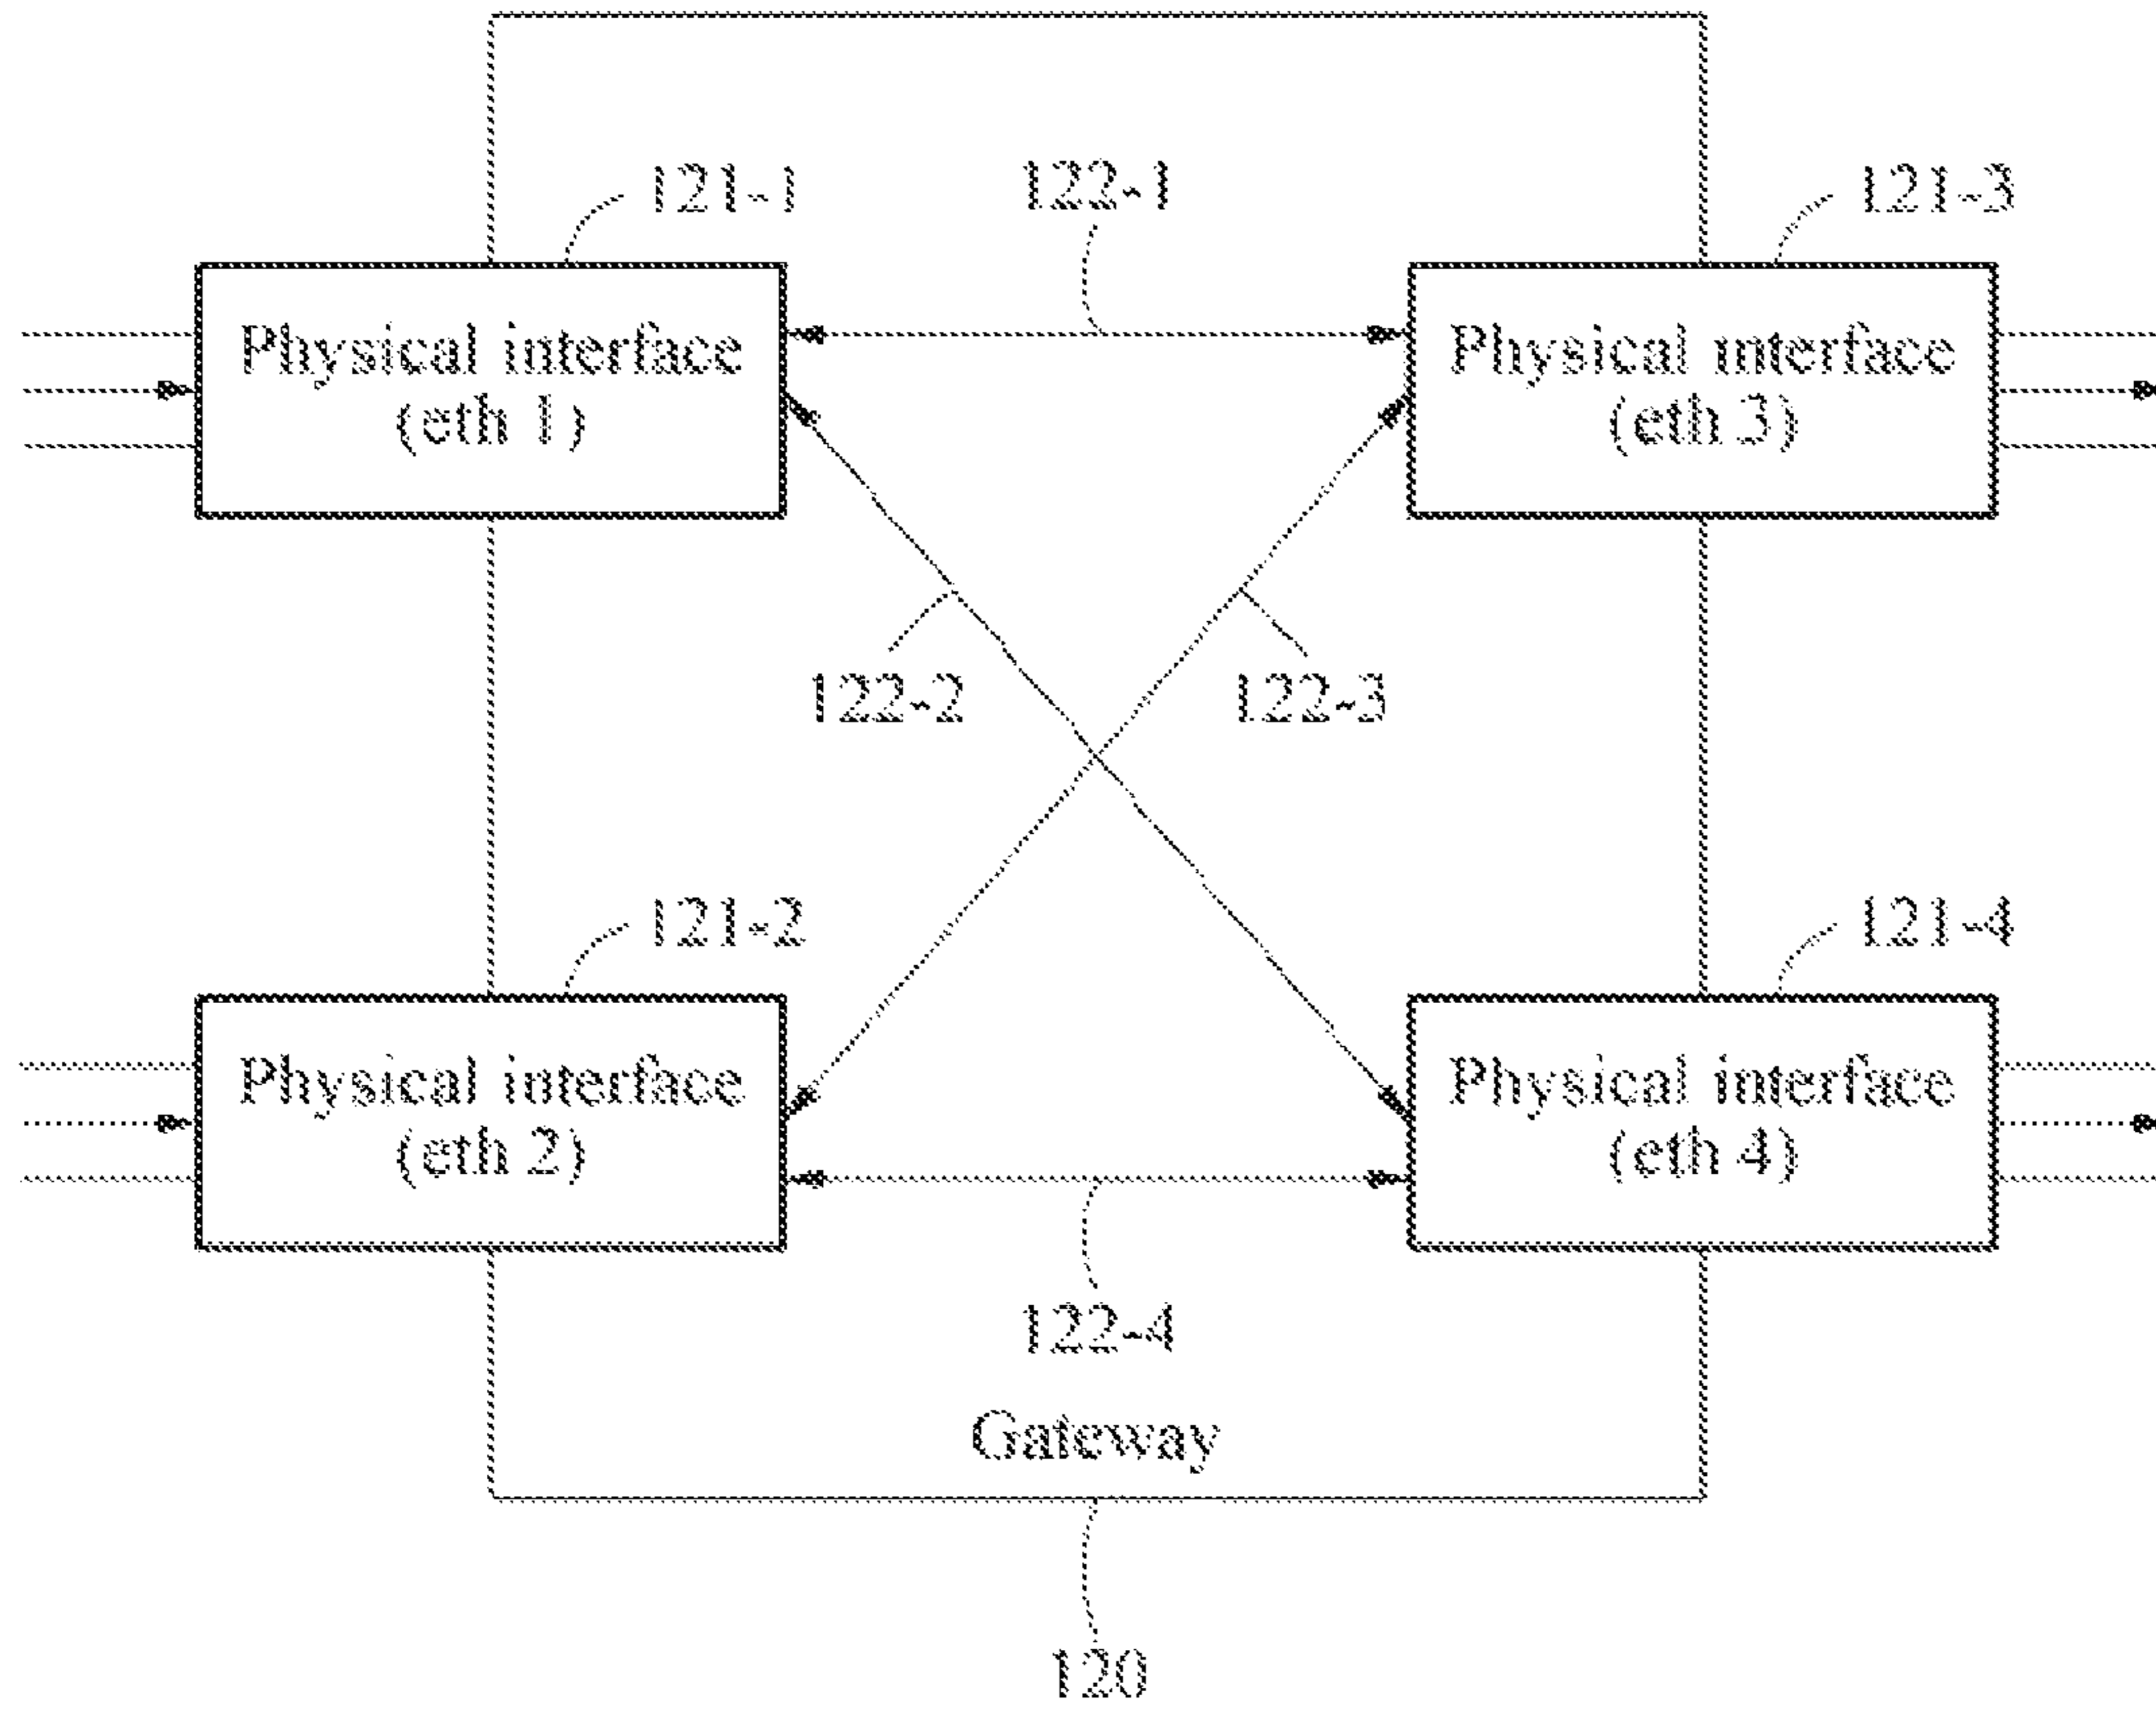 121-1
122-1
121-3
Physical interface
(eth 1)
Physical interface
(eth 3)
122-2
122-3
121-2
121-4
Physical interface
(eth 2)
Physical interface
(eth 4)
122-4
Gateway
120